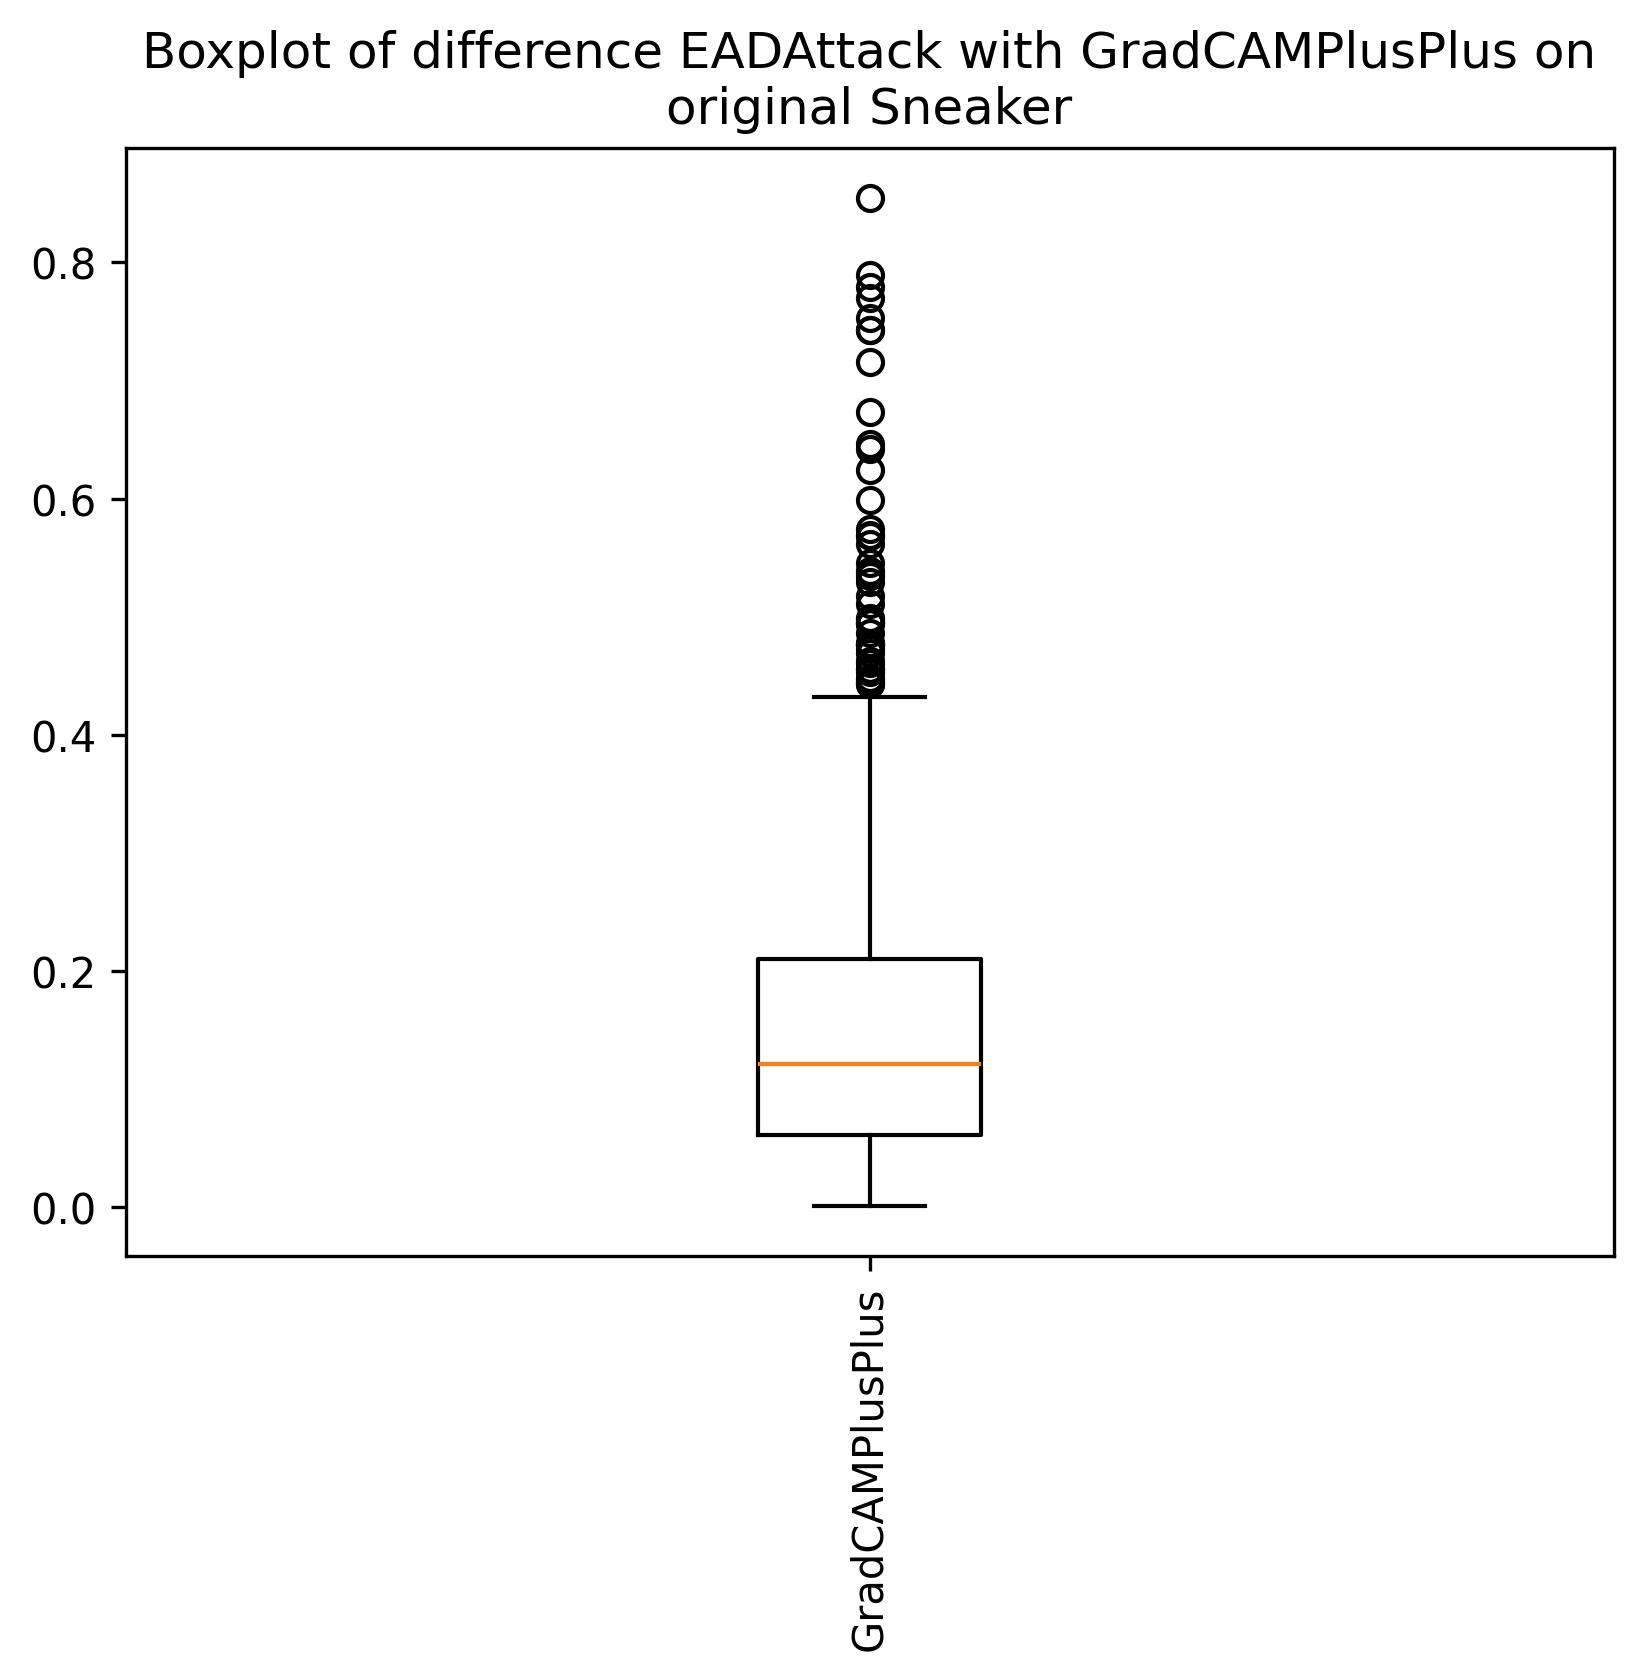 Boxplot of difference EADAttack with GradCAMPlusPlus on
original Sneaker
0.8
0.6
0.4
0.2
0.0
GradCAMPlusPlus